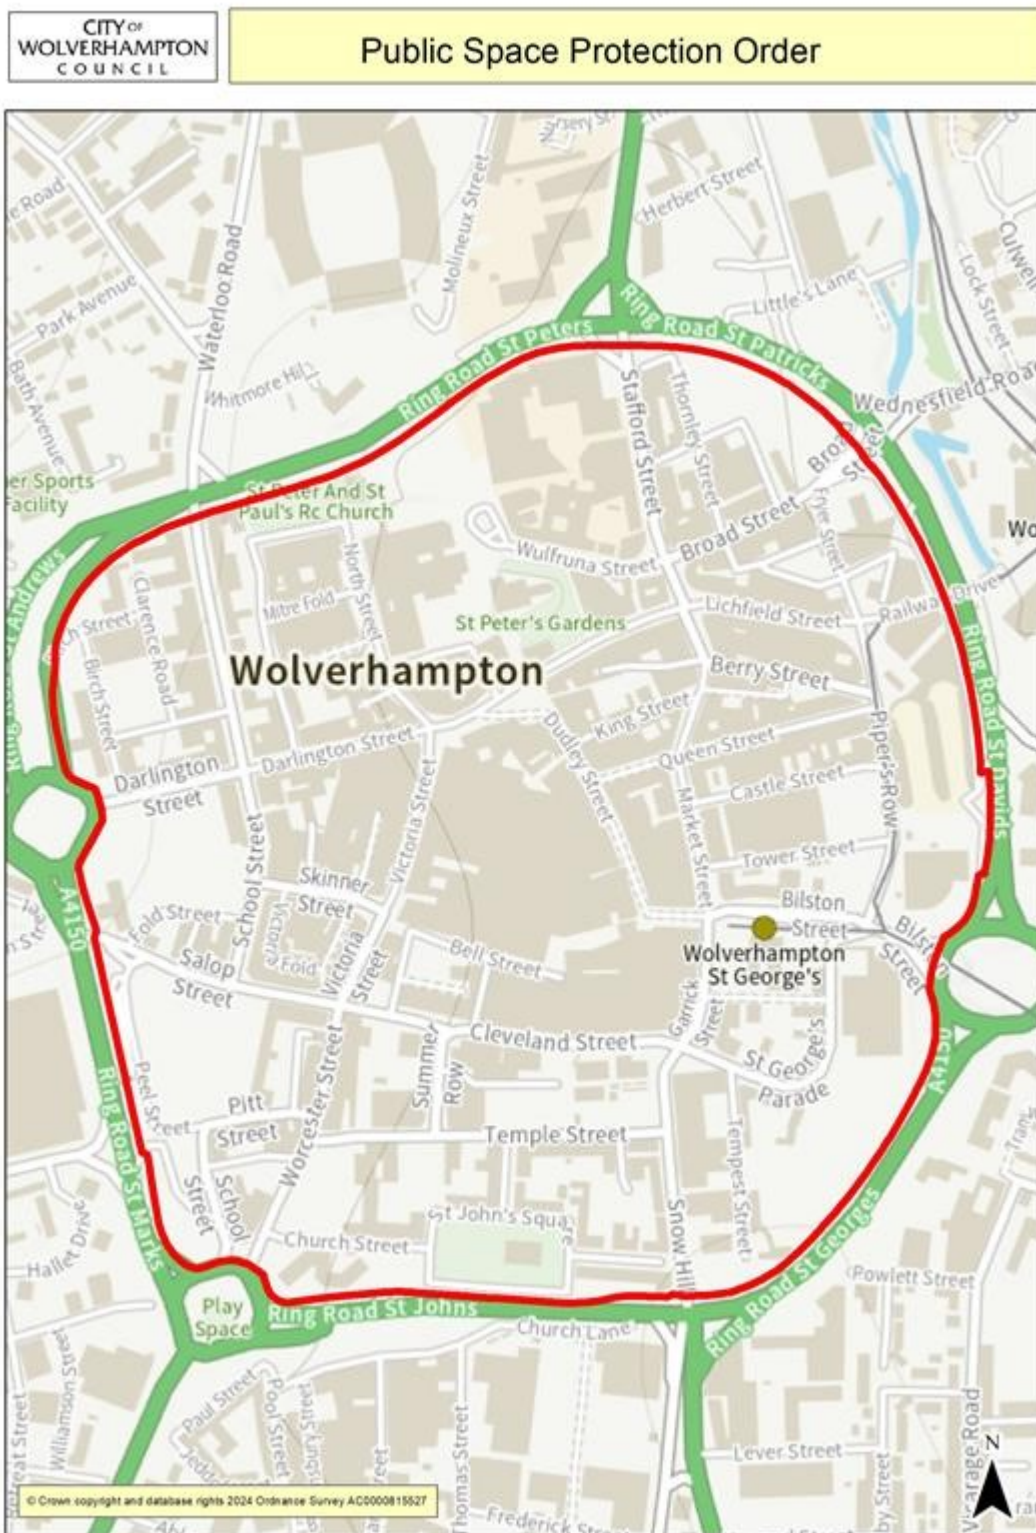 CITY OF
WOLVERHAMPTON
COUNCIL
Public Space Protection Order
Herbert Street
Molineux Street
Culwell
Lock Street
Little's Lane
Park Avenue
Waterloo Road
Ring Road St Peters
Ring Road St Patricks
Whitmore Hill
Bath Avenue
Wednesfield Road
Stafford Street
Thornley Street
Broad
Street
er Sports
Facility
St Peter And St
Paul's Rc Church
Broad Street
Fryer Street
Wulfruna Street
North Street
Mitre Fold
Clarence Road
Birch Street
St Peter's Gardens
Lichfield Street
Railway Drive
Wolverhampton
Berry Street
Birch Street
King Street
Queen Street
Dudley Street
Darlington Street
Darlington
Street
Piper's Row
Ring Road St Davids
Castle Street
Market Street
Victoria Street
School Street
Tower Street
Skinner
Street
A4150
Fold Street
Victoria
Fold
Bilston
Street
Bilston
Street
Wolverhampton
St George's
Victoria
Street
Bell Street
Salop
Street
Garrick
Street
Cleveland Street
Summer
Row
St George's
Parade
A4150
Worcester Street
Peel Street
Ring Road St Marks
Pitt
Street
Temple Street
Tempest Street
School
Street
St John's Square
Church Street
Snow Hill
Ring Road St Georges
Hallet Drive
Powlett Street
Play
Space
Ring Road St Johns
Church Lane
Williamson Street
Paul Street
Pool Street
Thomas Street
Lever Street
Vicarage Road
N
© Crown copyright and database rights 2024 Ordnance Survey AC0000815527
Frederick Street